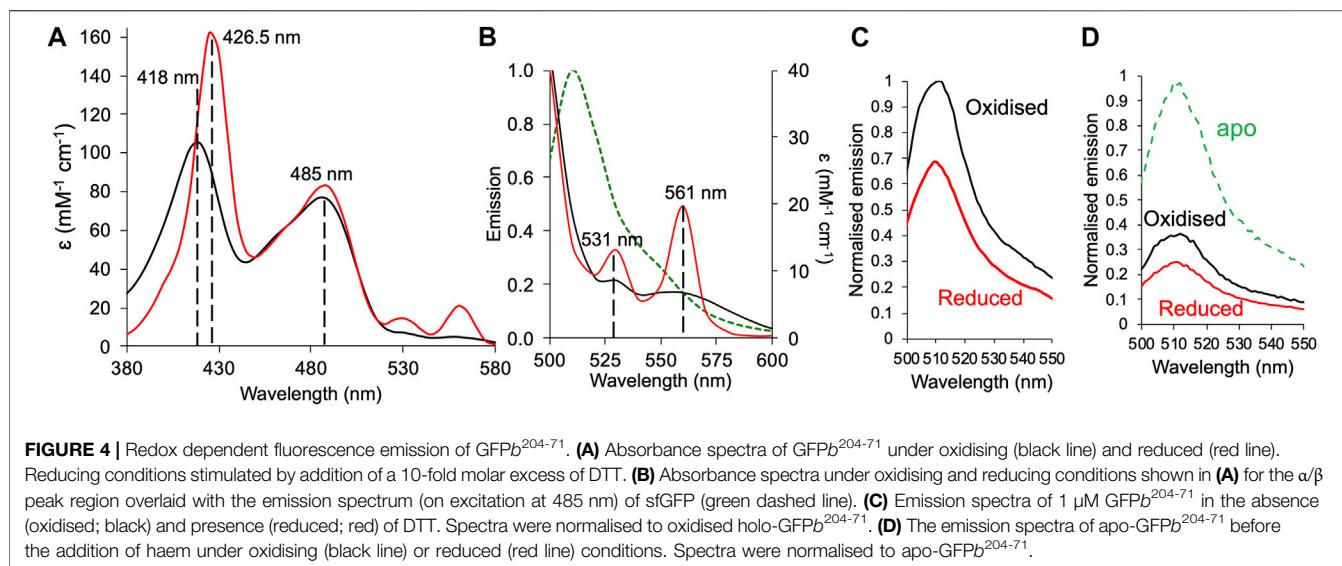 A
160
140
120
100
80
60
40
20
0
ε (mM⁻¹ cm⁻¹)
418 nm
426.5 nm
485 nm
380 430 480 530 580
Wavelength (nm)
B
1.0
0.8
0.6
0.4
0.2
0.0
Emission
531 nm
561 nm
40
30
20
10
0
ε (mM⁻¹ cm⁻¹)
500 525 550 575 600
Wavelength (nm)
C
1
0.9
0.8
0.7
0.6
0.5
0.4
0.3
0.2
0.1
0
Normalised emission
Oxidised
Reduced
500 510 520 530 540 550
Wavelength (nm)
D
1
0.9
0.8
0.7
0.6
0.5
0.4
0.3
0.2
0.1
0
Normalised emission
apo
Oxidised
Reduced
500 510 520 530 540 550
Wavelength (nm)
FIGURE 4 | Redox dependent fluorescence emission of GFPb²⁰⁴⁻⁷¹. (A) Absorbance spectra of GFPb²⁰⁴⁻⁷¹ under oxidising (black line) and reduced (red line).
Reducing conditions stimulated by addition of a 10-fold molar excess of DTT. (B) Absorbance spectra under oxidising and reducing conditions shown in (A) for the α/β
peak region overlaid with the emission spectrum (on excitation at 485 nm) of sfGFP (green dashed line). (C) Emission spectra of 1 μM GFPb²⁰⁴⁻⁷¹ in the absence
(oxidised; black) and presence (reduced; red) of DTT. Spectra were normalised to oxidised holo-GFPb²⁰⁴⁻⁷¹. (D) The emission spectra of apo-GFPb²⁰⁴⁻⁷¹ before
the addition of haem under oxidising (black line) or reduced (red line) conditions. Spectra were normalised to apo-GFPb²⁰⁴⁻⁷¹.